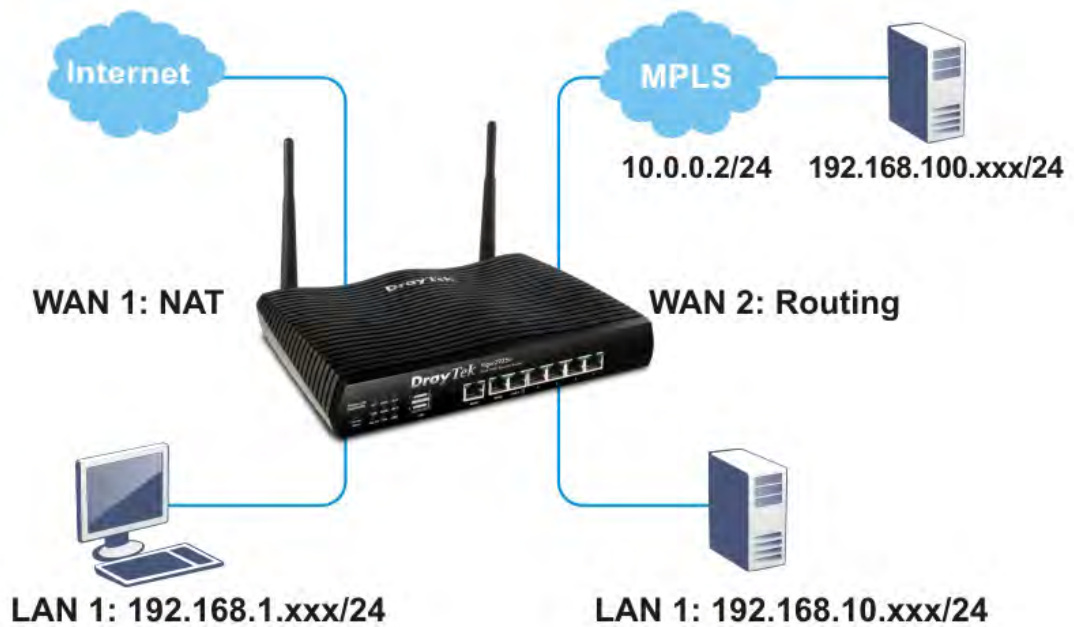 Internet
MPLS
10.0.0.2/24
192.168.100.xxx/24
WAN 1: NAT
WAN 2: Routing
DrayTek
DrayTek
LAN 1: 192.168.1.xxx/24
LAN 1: 192.168.10.xxx/24